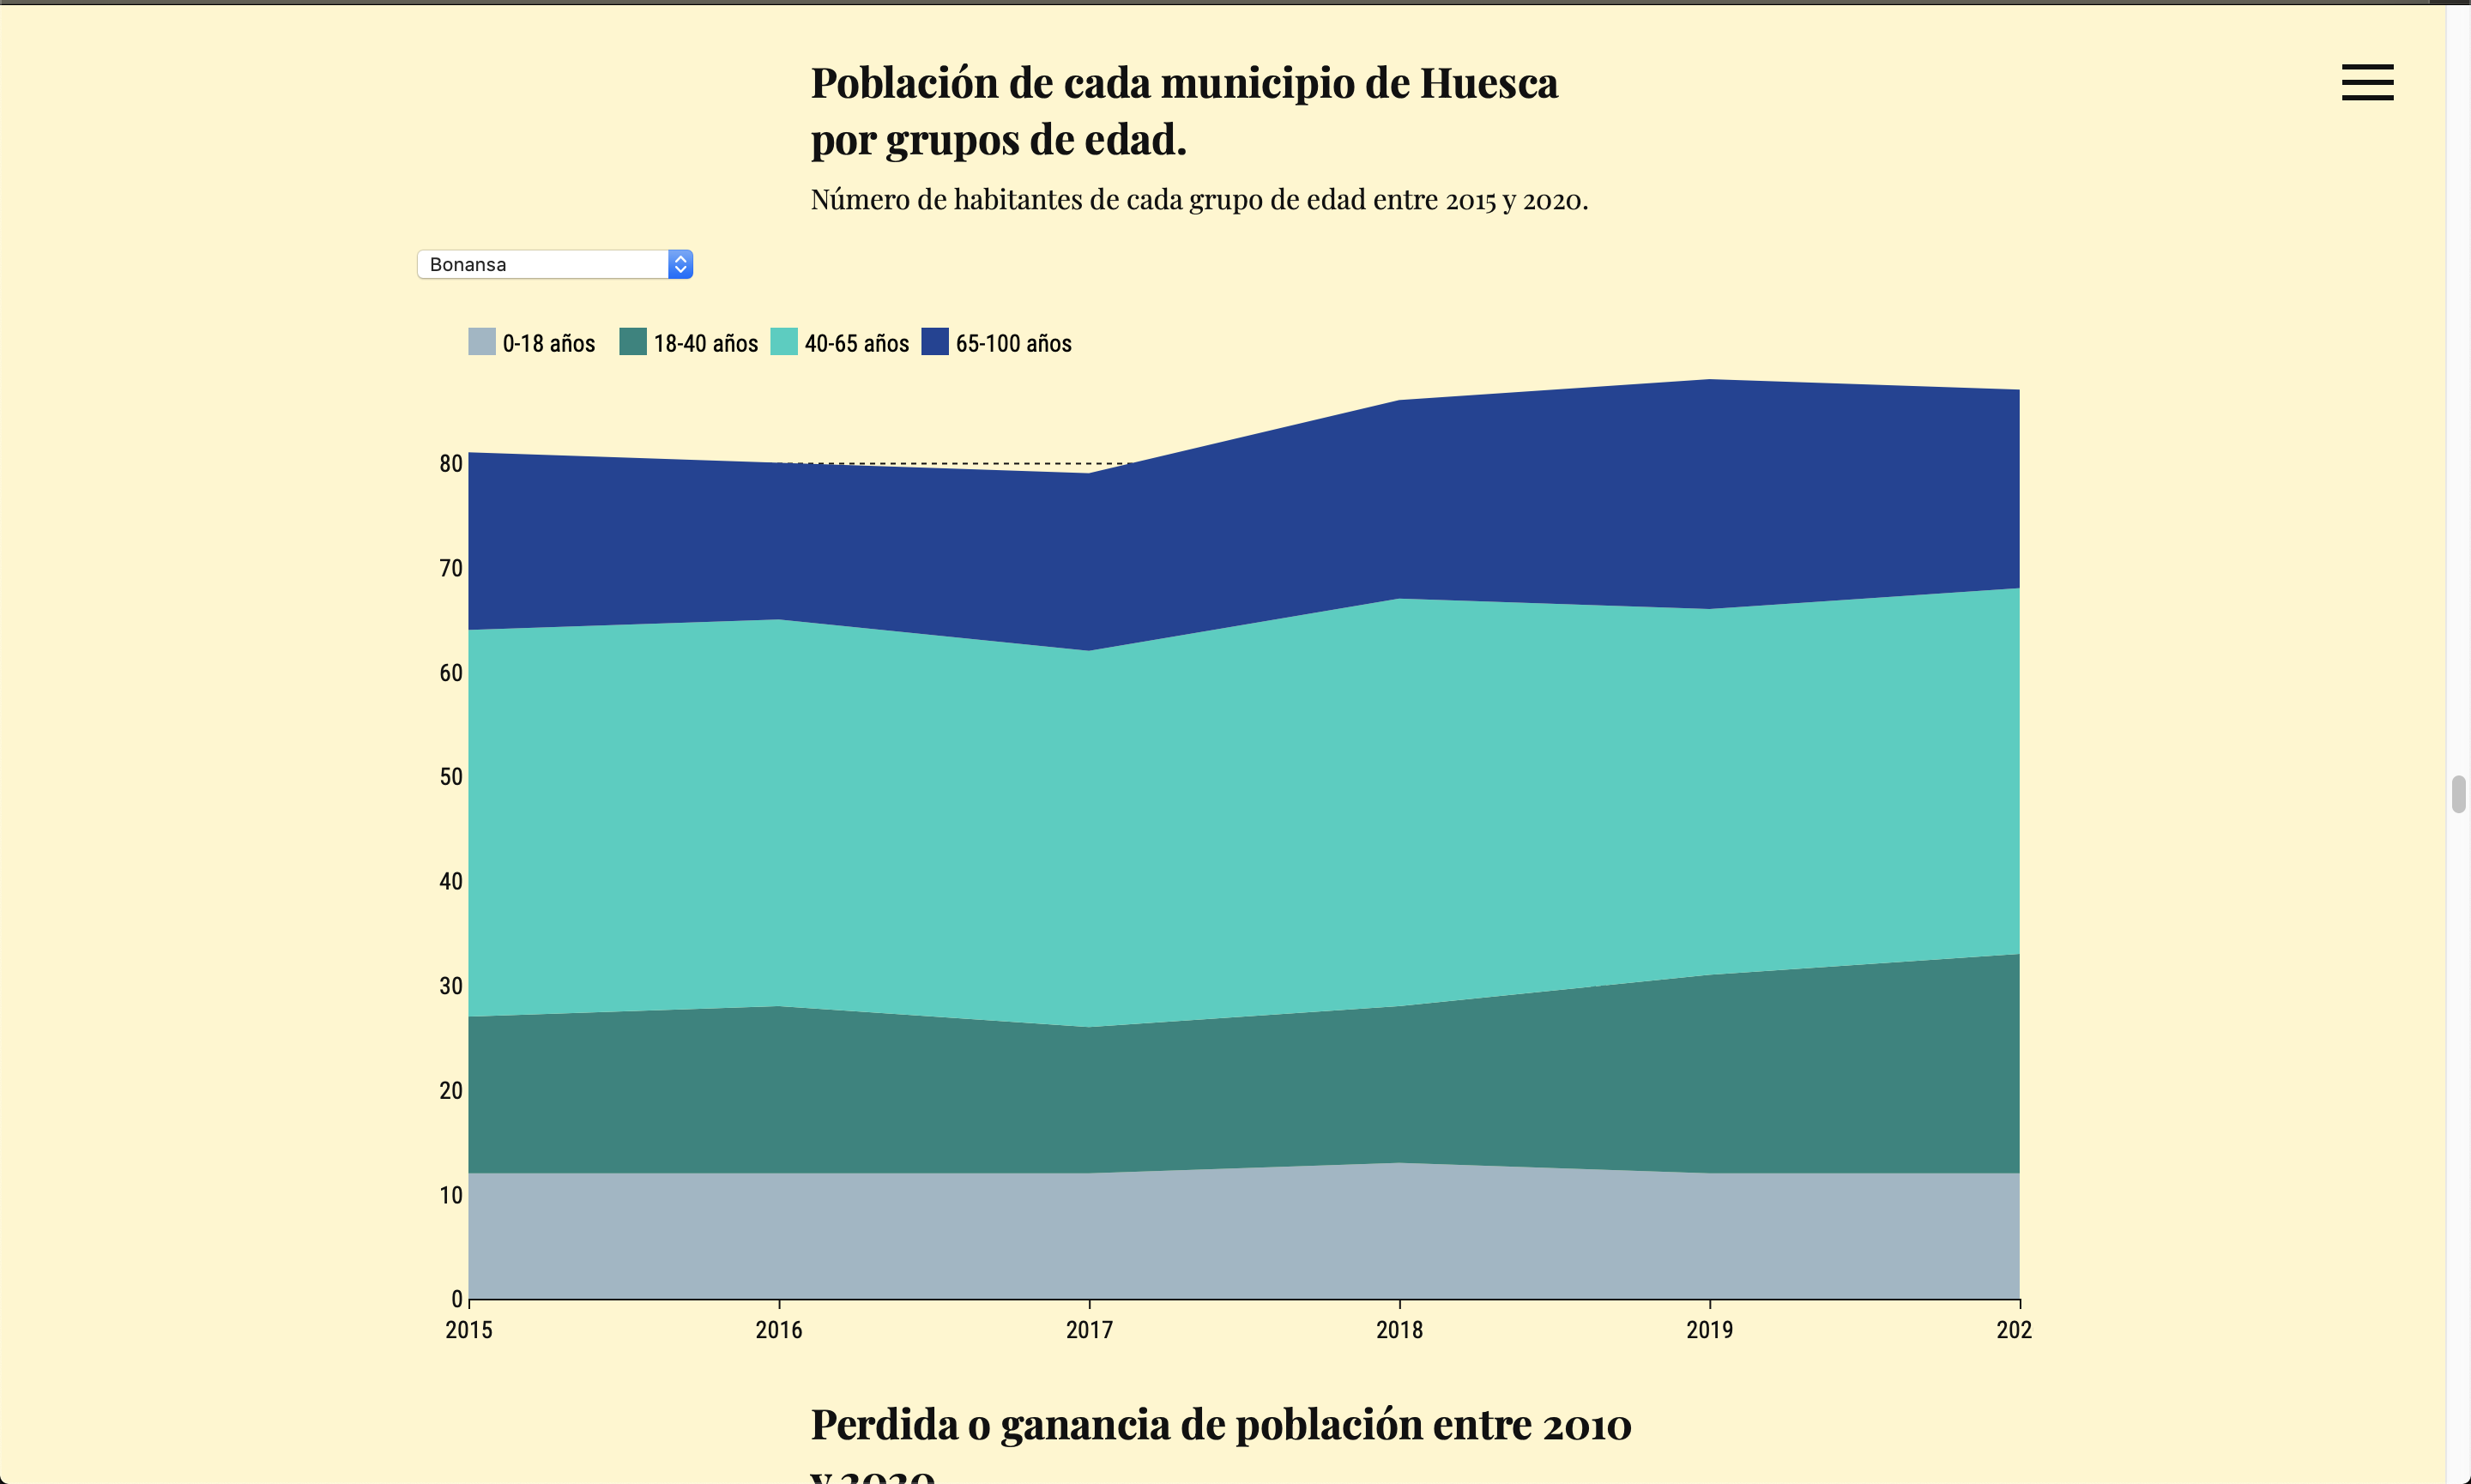 Población de cada municipio de Huesca
por grupos de edad.
Número de habitantes de cada grupo de edad entre 2015 y 2020.
Bonansa
0-18 años 18-40 años 40-65 años 65-100 años
80
70
60
50
40
30
20
10
0
2015 2016 2017 2018 2019 202
Perdida o ganancia de población entre 2010
y 2020